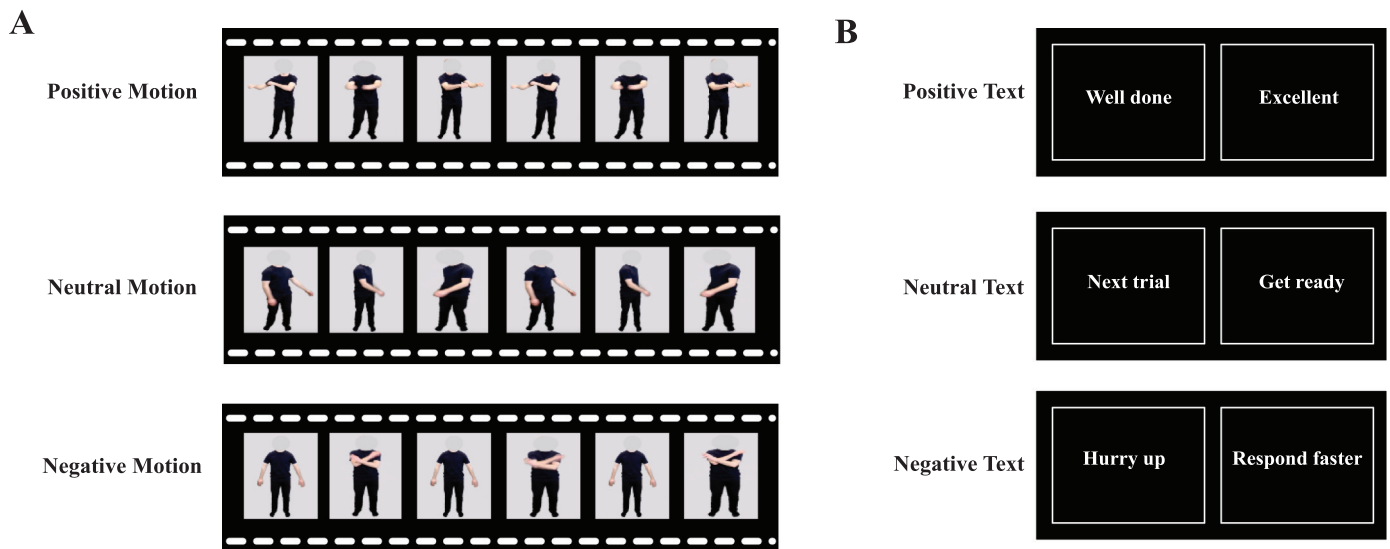 A
Positive Motion
Neutral Motion
Negative Motion
B
Positive Text
Well done
Excellent
Neutral Text
Next trial
Get ready
Negative Text
Hurry up
Respond faster